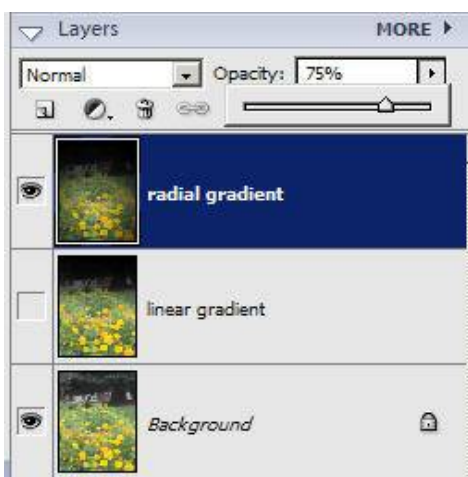 Layers MORE
Normal Opacity: 75%
radial gradient
linear gradient
Background